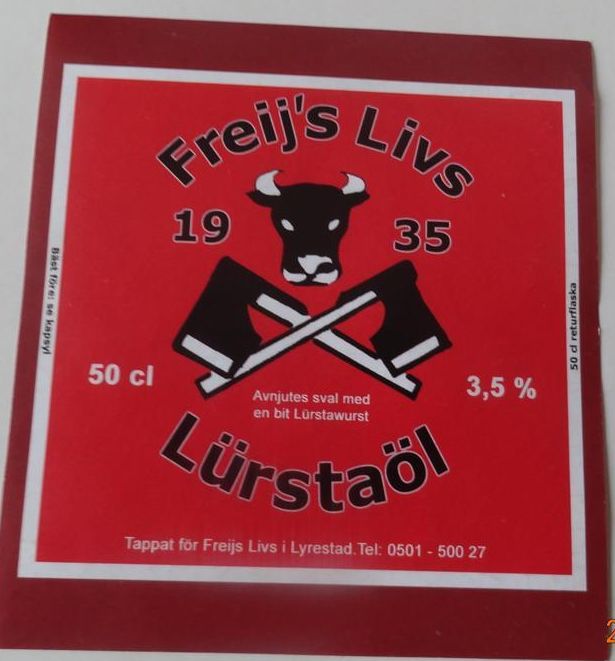 Freij's Livs
19 35
Bäst före: se kapsyl
50 cl returflaska
50 cl
3,5 %
Avnjutes sval med
en bit Lürstawurst
Lürstaöl
Tappat för Freijs Livs i Lyrestad.Tel: 0501 - 500 27